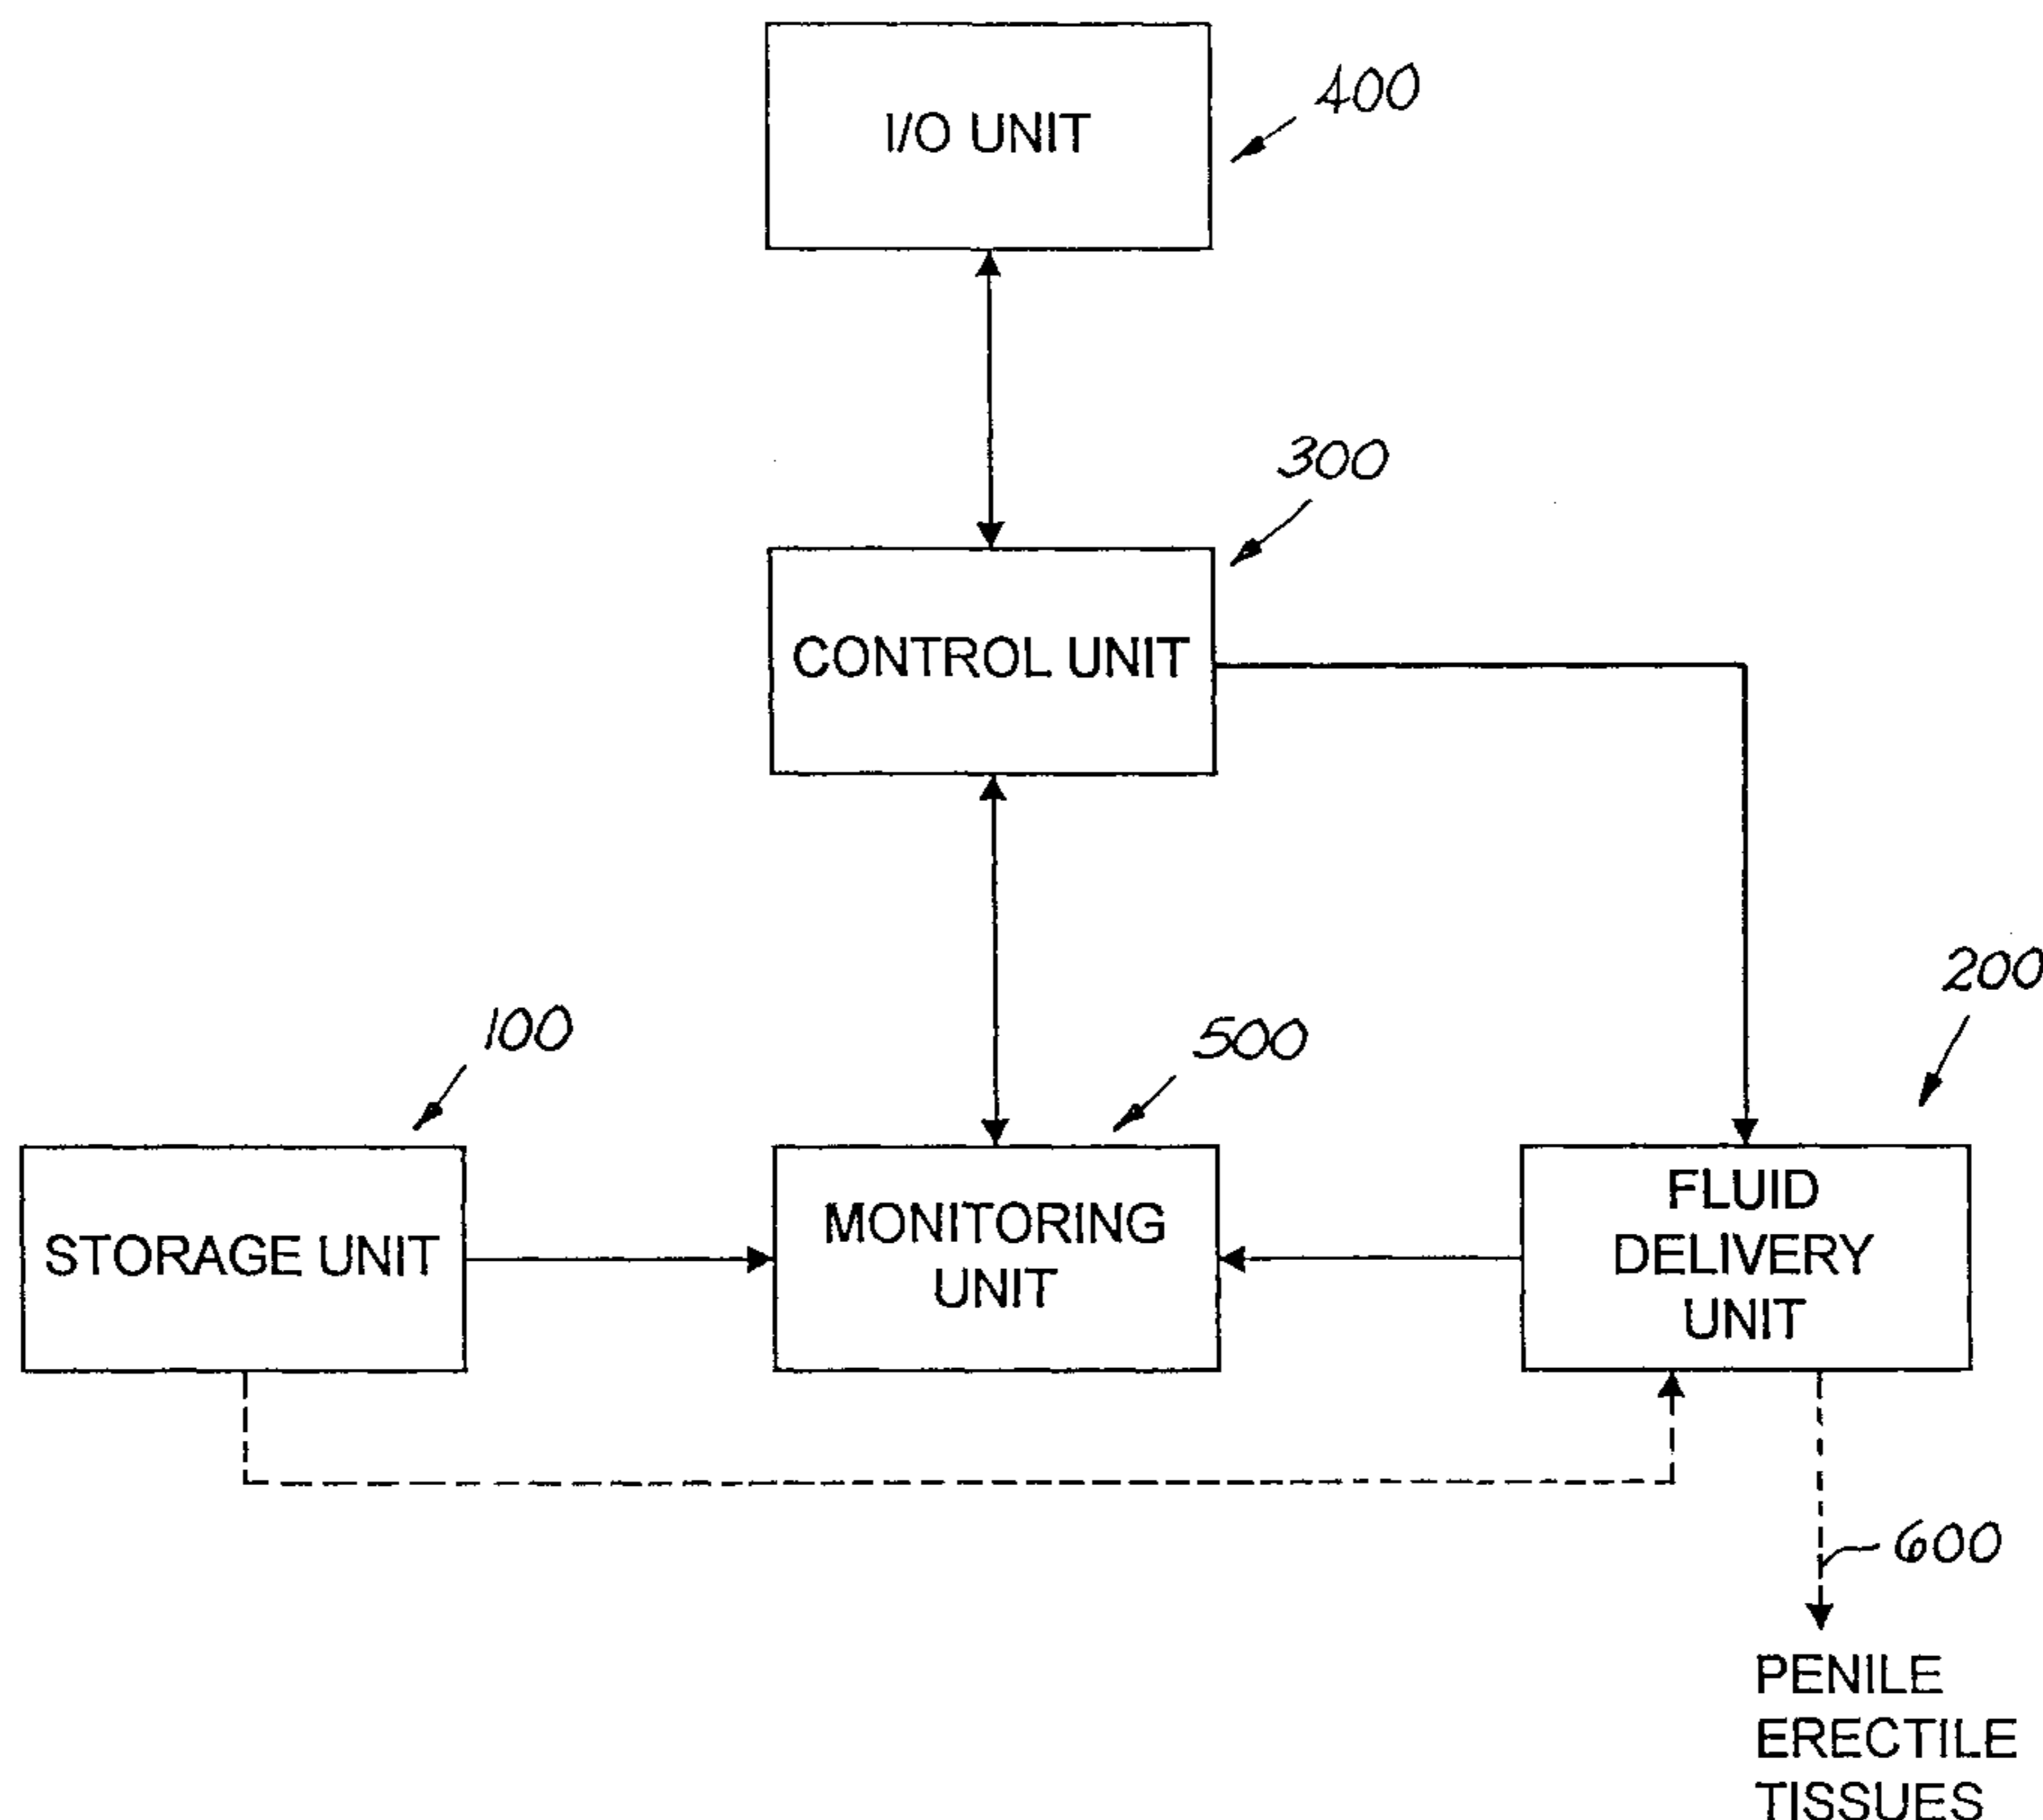 I/O UNIT
400
300
CONTROL UNIT
200
100
500
STORAGE UNIT
MONITORING
UNIT
FLUID
DELIVERY
UNIT
600
PENILE
ERECTILE
TISSUES